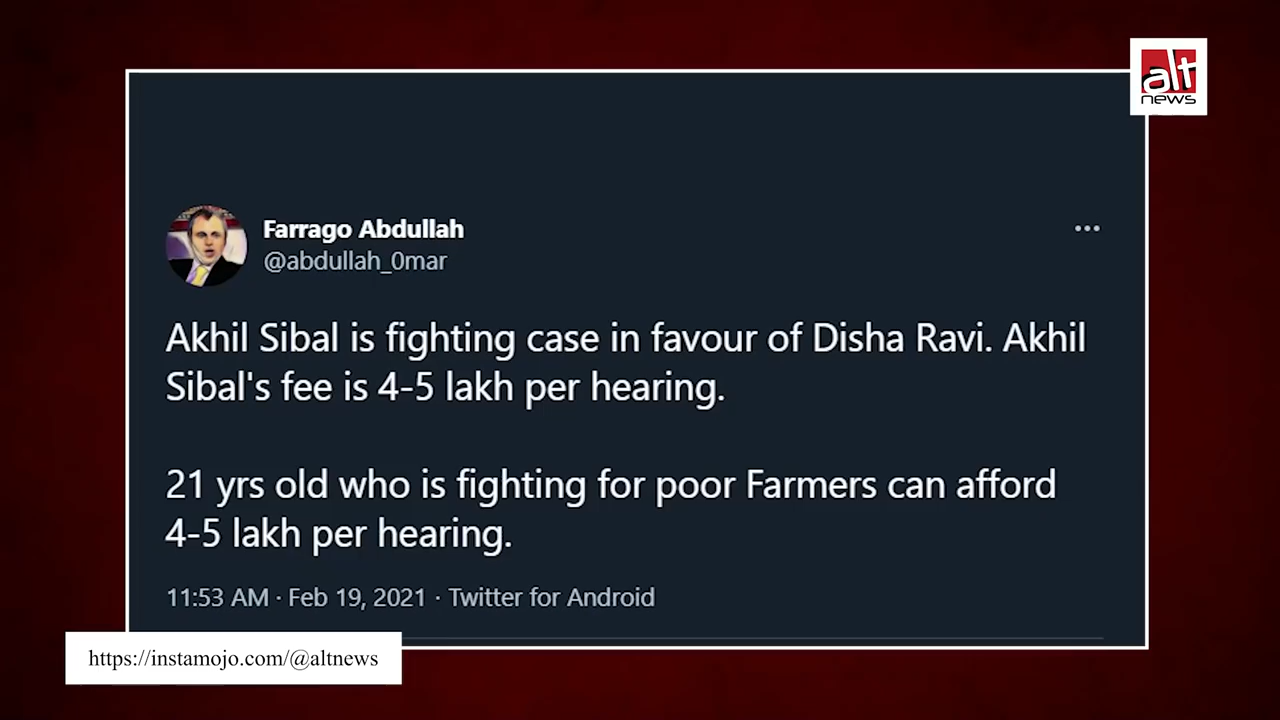 alt
news
Farrago Abdullah
@abdullah_0mar
Akhil Sibal is fighting case in favour of Disha Ravi. Akhil
Sibal's fee is 4-5 lakh per hearing.
21 yrs old who is fighting for poor Farmers can afford
4-5 lakh per hearing.
11:53 AM · Feb 19, 2021 · Twitter for Android
https://instamojo.com/@altnews